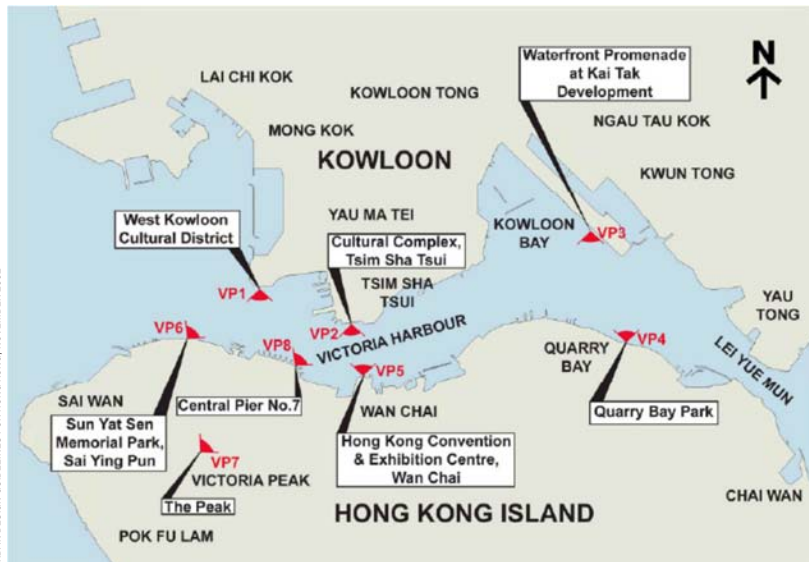 Waterfront Promenade
at Kai Tak
Development
N
LAI CHI KOK
KOWLOON TONG
NGAU TAU KOK
MONG KOK
KOWLOON
KWUN TONG
West Kowloon
Cultural District
YAU MA TEI
Cultural Complex,
Tsim Sha Tsui
KOWLOON
BAY
VP3
TSIM SHA
TSUI
VP1
YAU
TONG
VP6
VP2
VICTORIA HARBOUR
VP8
VP4
QUARRY
BAY
LEI YUE MUN
VP5
SAI WAN
Central Pier No.7
WAN CHAI
Quarry Bay Park
Sun Yat Sen
Memorial Park,
Sai Ying Pun
Hong Kong Convention
& Exhibition Centre,
Wan Chai
VP7
VICTORIA PEAK
The Peak
CHAI WAN
HONG KONG ISLAND
POK FU LAM